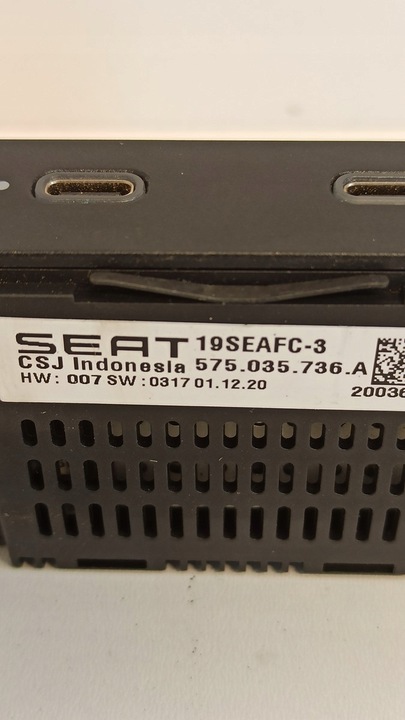 SEAT 19SEAFC-3
CSJ Indonesia 575.035.736.A
HW: 007 SW:0317 01.12.20
20036